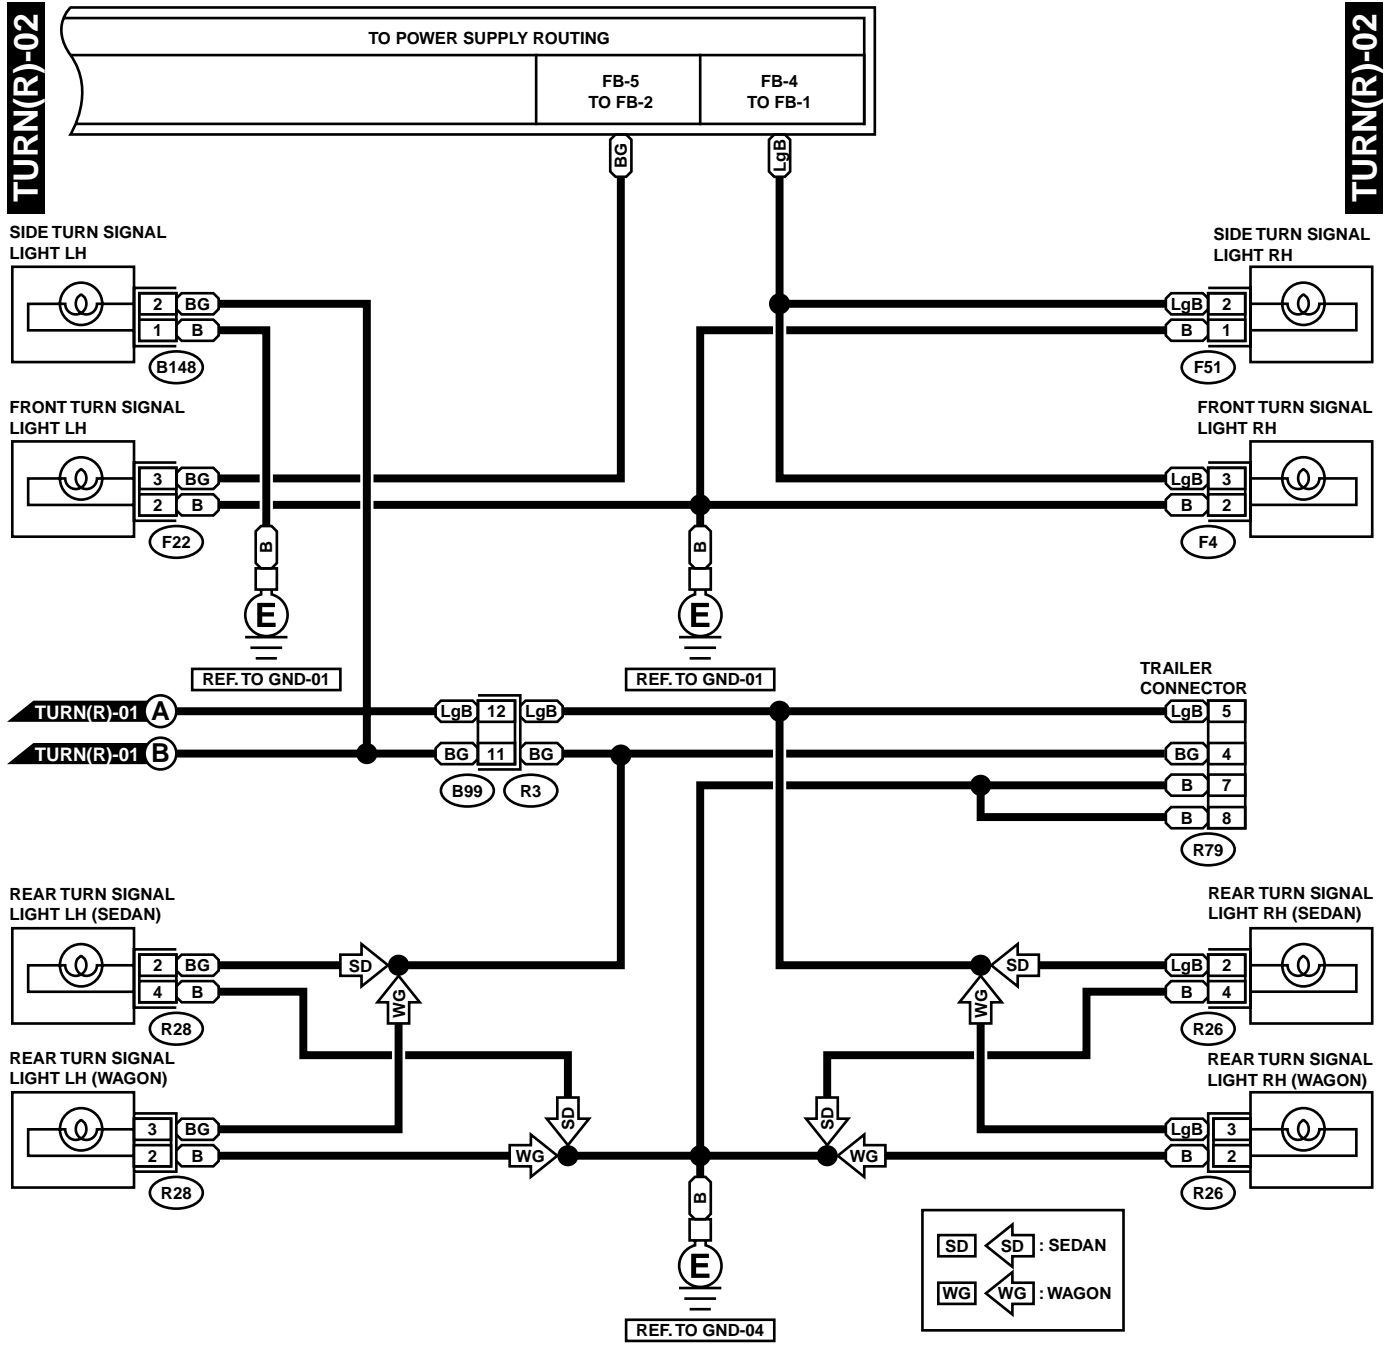 TURN(R)-02
TURN(R)-02
TO POWER SUPPLY ROUTING
FB-5
TO FB-2
FB-4
TO FB-1
BG
LgB
SIDE TURN SIGNAL
LIGHT LH
2 BG
1 B
B148
SIDE TURN SIGNAL
LIGHT RH
LgB 2
B 1
F51
FRONT TURN SIGNAL
LIGHT LH
3 BG
2 B
F22
FRONT TURN SIGNAL
LIGHT RH
LgB 3
B 2
F4
B
E
REF. TO GND-01
B
E
REF. TO GND-01
TURN(R)-01 A
TURN(R)-01 B
LgB 12 LgB
BG 11 BG
B99 R3
TRAILER
CONNECTOR
LgB 5
BG 4
B 7
B 8
R79
REAR TURN SIGNAL
LIGHT LH (SEDAN)
2 BG
4 B
R28
SD
WG
REAR TURN SIGNAL
LIGHT RH (SEDAN)
SD
WG
LgB 2
B 4
R26
REAR TURN SIGNAL
LIGHT LH (WAGON)
3 BG
2 B
R28
SD
WG
SD
WG
REAR TURN SIGNAL
LIGHT RH (WAGON)
LgB 3
B 2
R26
B
E
REF. TO GND-04
SD SD : SEDAN
WG WG : WAGON